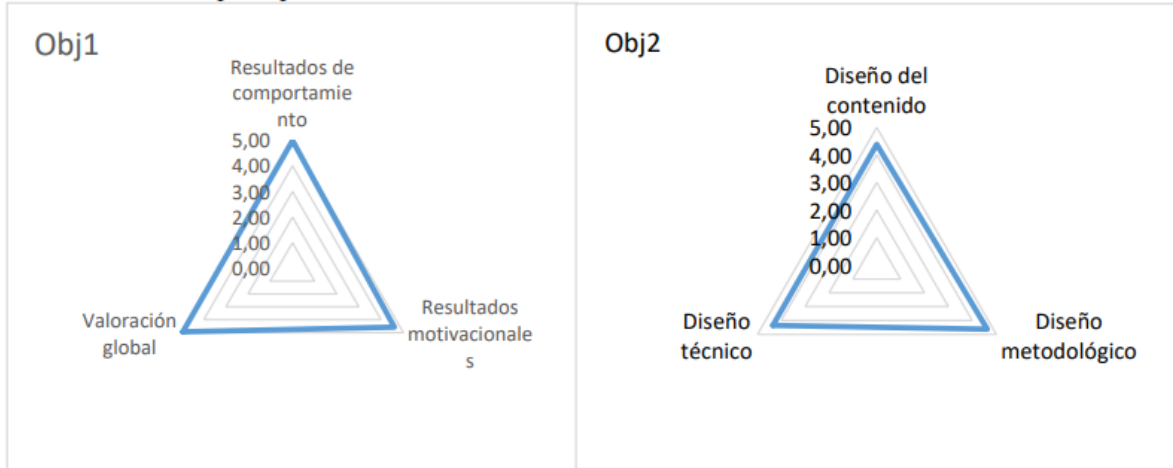 Obj1
Resultados de
comportamie
nto
5,00
4,00
3,00
2,00
1,00
0,00
Valoración
global
Resultados
motivacionale
s
Obj2
Diseño del
contenido
5,00
4,00
3,00
2,00
1,00
0,00
Diseño
técnico
Diseño
metodológico